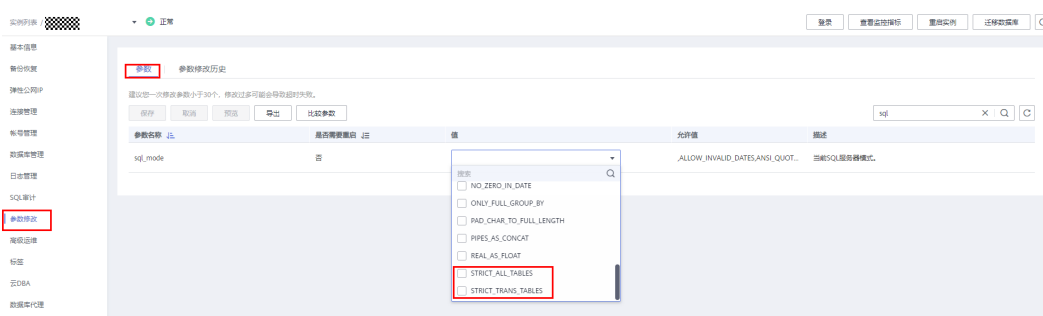 实例列表 /
正常
登录 查看监控指标 重启实例 迁移数据库
基本信息
备份恢复
弹性公网IP
连接管理
帐号管理
数据库管理
日志管理
SQL审计
参数修改
高级运维
标签
云DBA
数据库代理
参数 参数修改历史
建议您一次修改参数小于30个，修改过多可能会导致超时失败。
保存 取消 预览 导出 比较参数 sql
参数名称 是否需要重启 值 允许值 描述
sql_mode 否 ,ALLOW_INVALID_DATES,ANSI_QUOT... 当前SQL服务器模式。
搜索
NO_ZERO_IN_DATE
ONLY_FULL_GROUP_BY
PAD_CHAR_TO_FULL_LENGTH
PIPES_AS_CONCAT
REAL_AS_FLOAT
STRICT_ALL_TABLES
STRICT_TRANS_TABLES